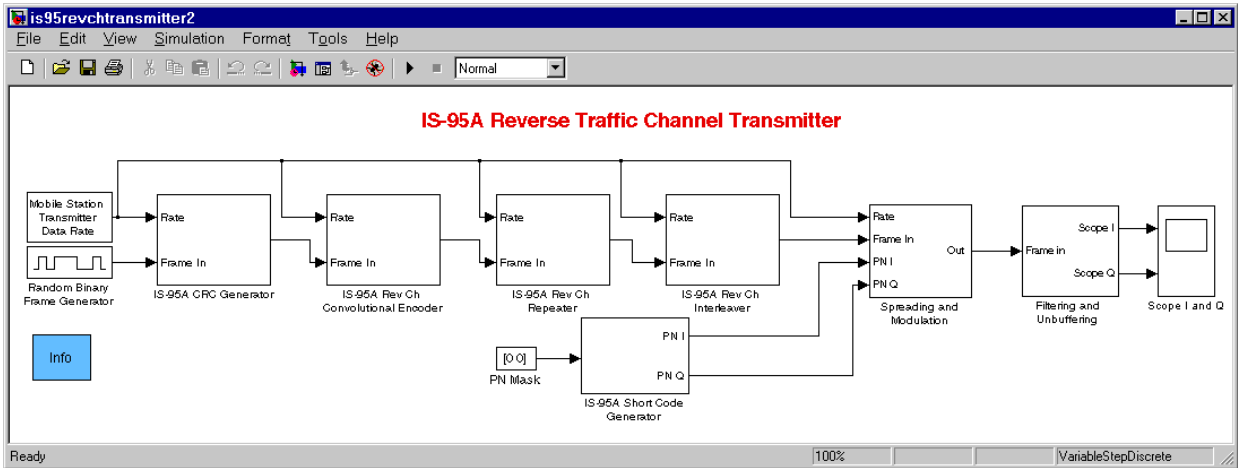 is95revchtransmitter2
File Edit View Simulation Format Tools Help
Normal
IS-95A Reverse Traffic Channel Transmitter
Mobile Station
Transmitter
Data Rate
Random Binary
Frame Generator
Rate
Frame In
IS-95A CRC Generator
Rate
Frame In
IS-95A Rev Ch
Convolutional Encoder
Rate
Frame In
IS-95A Rev Ch
Repeater
Rate
Frame In
IS-95A Rev Ch
Interleaver
Rate
Frame In
PN I
PN Q
Out
Spreading and
Modulation
Frame in
Scope I
Scope Q
Filtering and
Unbuffering
Scope I and Q
Info
[0 0]
PN Mask
PN I
PN Q
IS-95A Short Code
Generator
Ready
100%
VariableStepDiscrete